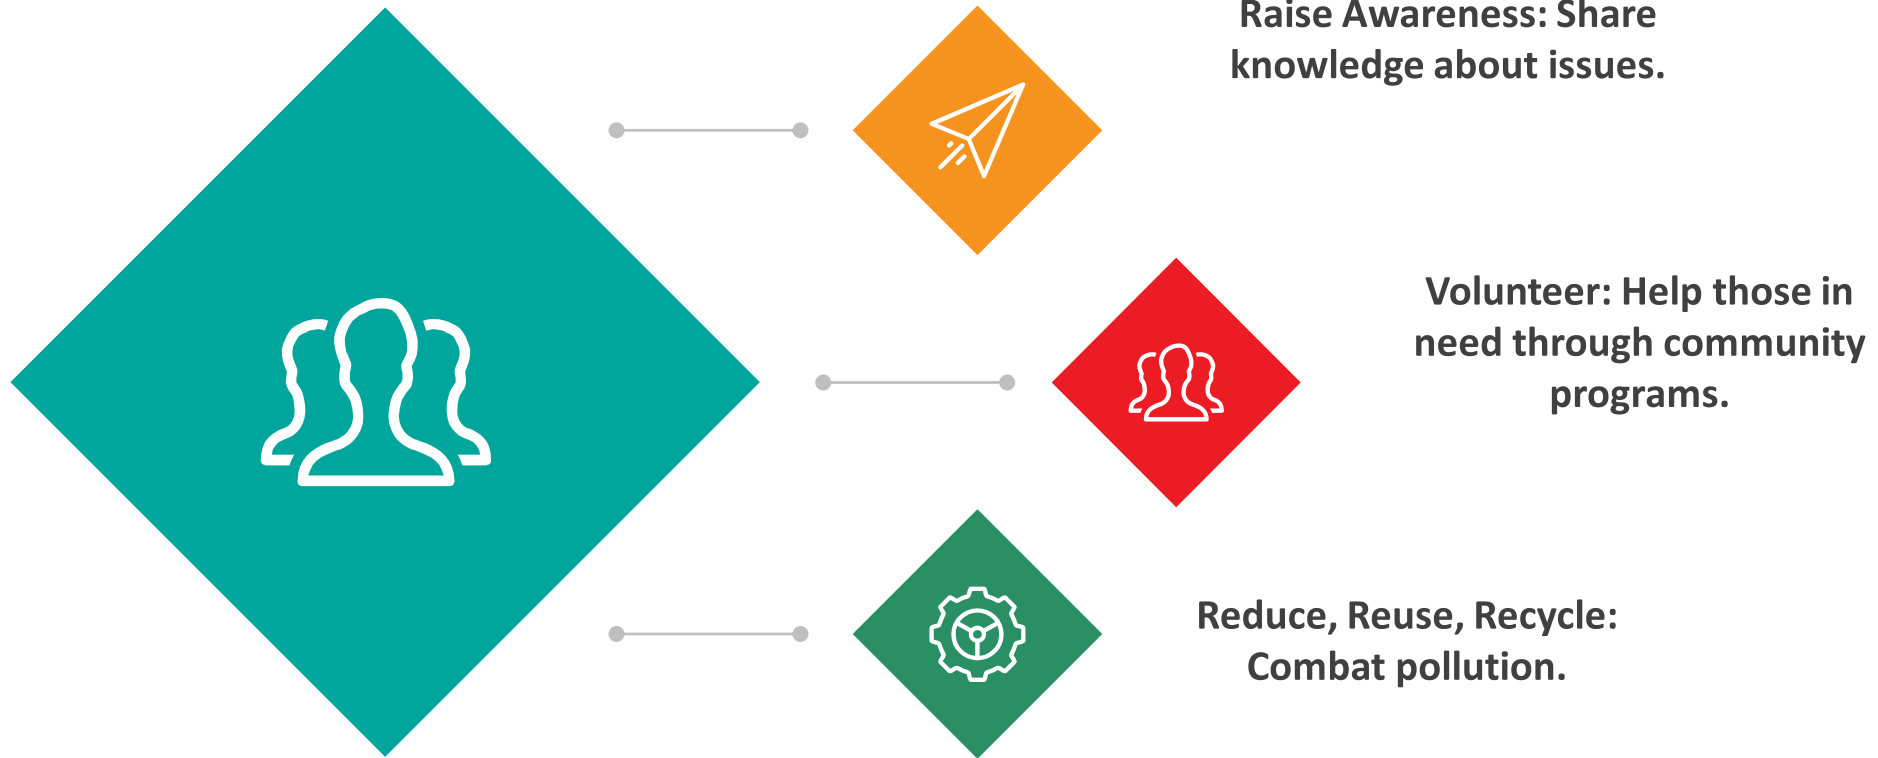 Raise Awareness: Share
knowledge about issues.
Volunteer: Help those in
need through community
programs.
Reduce, Reuse, Recycle:
Combat pollution.